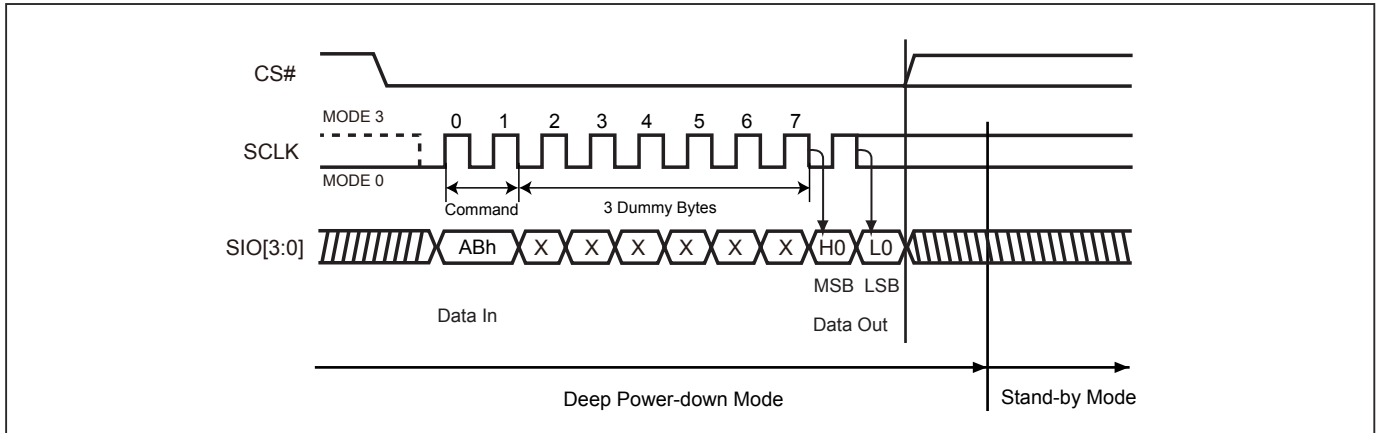 CS#
MODE 3
0 1 2 3 4 5 6 7
SCLK
MODE 0
Command
3 Dummy Bytes
SIO[3:0]
ABh X X X X X X H0 L0
MSB LSB
Data In
Data Out
Deep Power-down Mode
Stand-by Mode